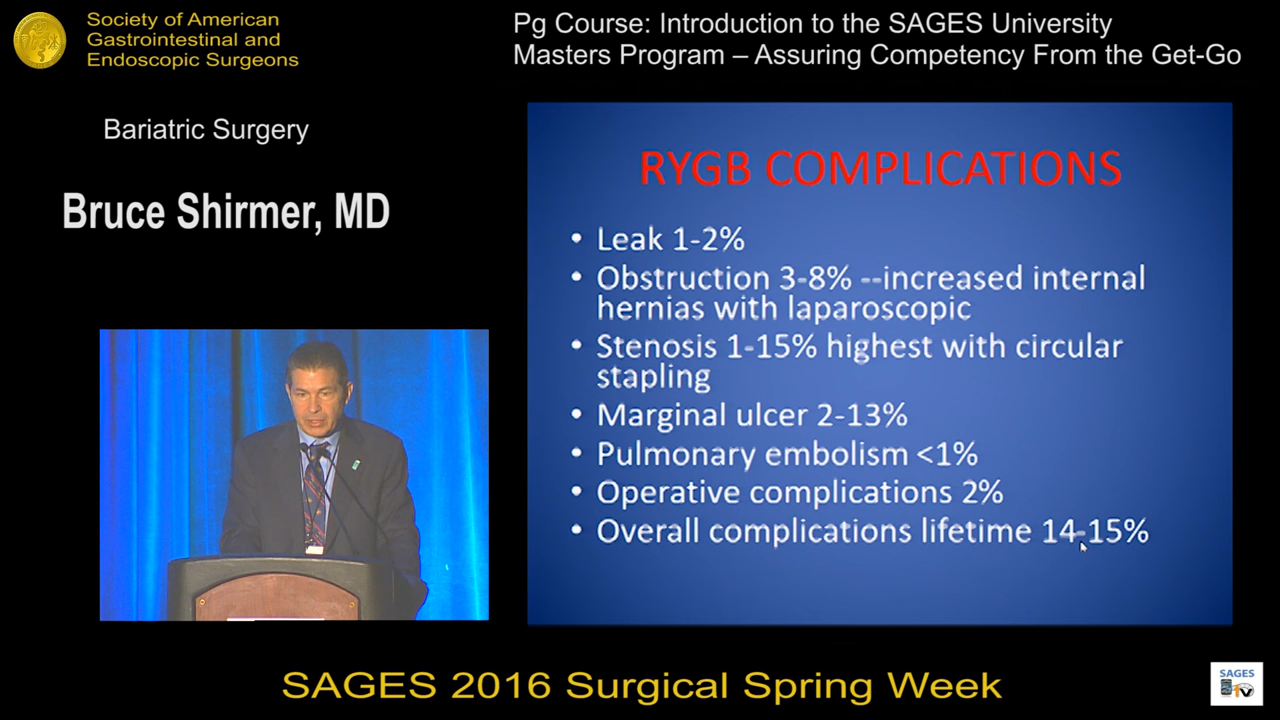 Society of American
Gastrointestinal and
Endoscopic Surgeons
Pg Course: Introduction to the SAGES University
Masters Program – Assuring Competency From the Get-Go
Bariatric Surgery
Bruce Shirmer, MD
RYGB COMPLICATIONS
• Leak 1-2%
• Obstruction 3-8% --increased internal
hernias with laparoscopic
• Stenosis 1-15% highest with circular
stapling
• Marginal ulcer 2-13%
• Pulmonary embolism <1%
• Operative complications 2%
• Overall complications lifetime 14-15%
SAGES 2016 Surgical Spring Week
SAGES
TV